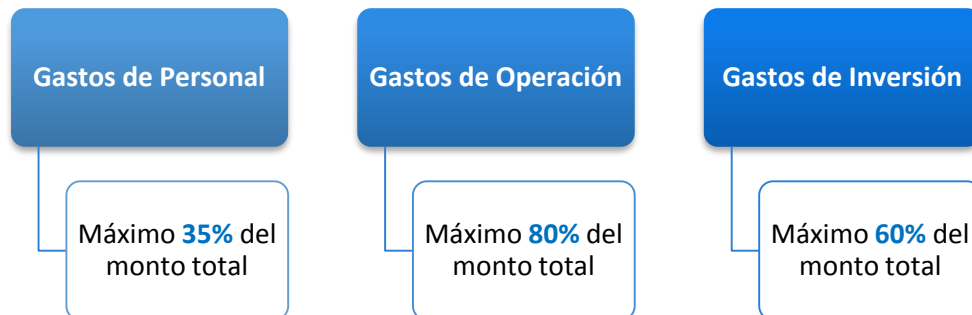 Gastos de Personal
Máximo 35% del
monto total
Gastos de Operación
Máximo 80% del
monto total
Gastos de Inversión
Máximo 60% del
monto total